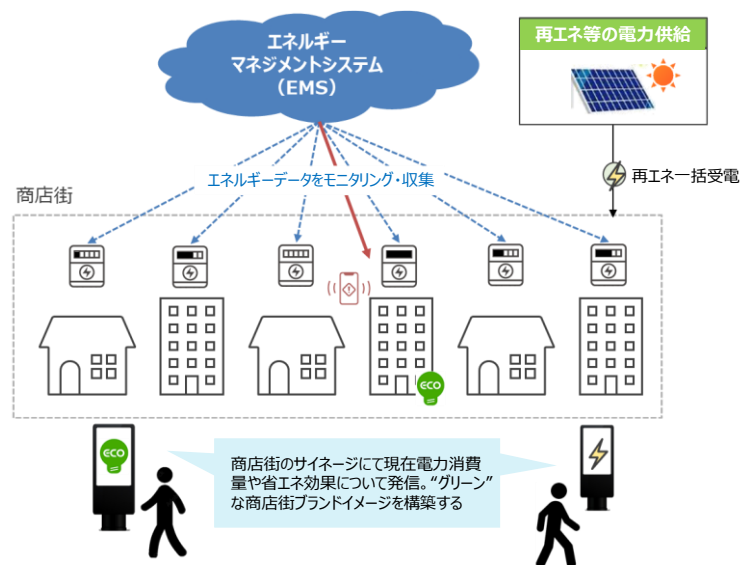 エネルギー
マネジメントシステム
（EMS）
再エネ等の電力供給
エネルギーデータをモニタリング・収集
再エネ一括受電
商店街
eco
eco
商店街のサイネージにて現在電力消費
量や省エネ効果について発信。“グリーン”
な商店街ブランドイメージを構築する